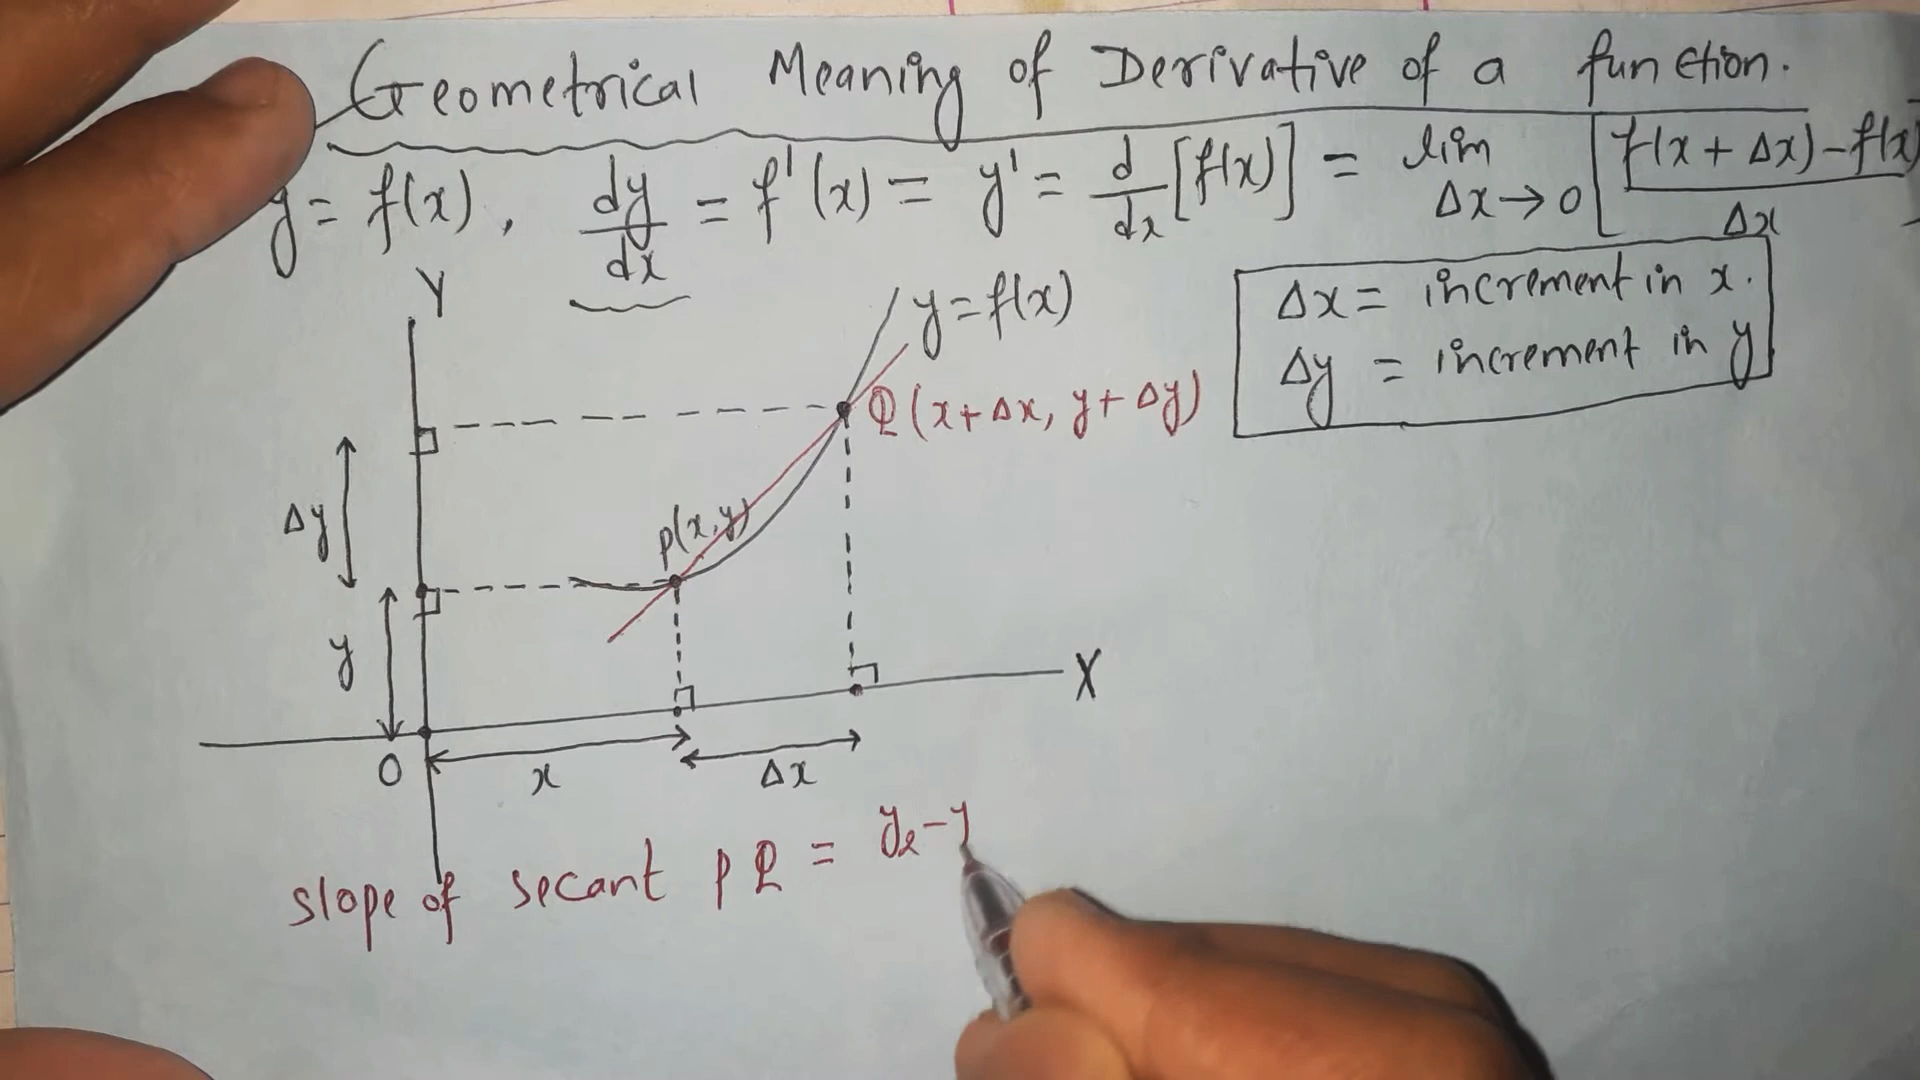 Geometrical Meaning of Derivative of a function.
y = f(x), dy/dx = f'(x) = y' = d/dx [f(x)] = lim Δx→0 [f(x + Δx) - f(x) / Δx]
Y
y = f(x)
Δx = increment in x.
Δy = increment in y
Q (x + Δx, y + Δy)
Δy
P(x, y)
y
X
O
x
Δx
slope of secant PQ = y₂ - y